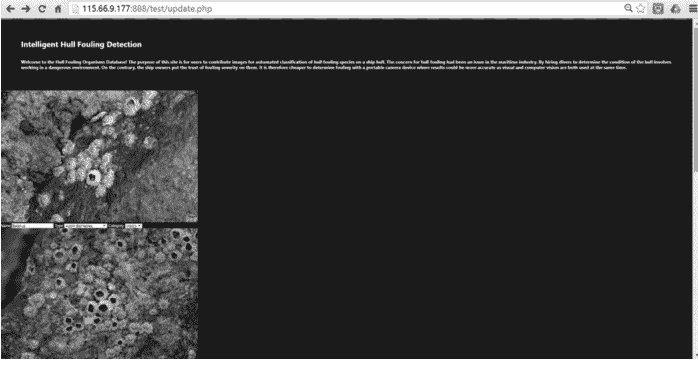 115.66.9.177:888/test/update.php
Intelligent Hull Fouling Detection
Welcome to the Hull Fouling Organisms Database! The purpose of this site is for users to contribute images for automated classification of hull fouling species on a ship hull. The concern for hull fouling had been an issue in the maritime industry. By hiring divers to determine the condition of the hull involves
working in a dangerous environment. On the contrary, the ship owners put the trust of fouling severity on them. It is therefore cheaper to determine fouling with a portable camera device where results could be more accurate as visual and computer vision are both used at the same time.
Name Type Category